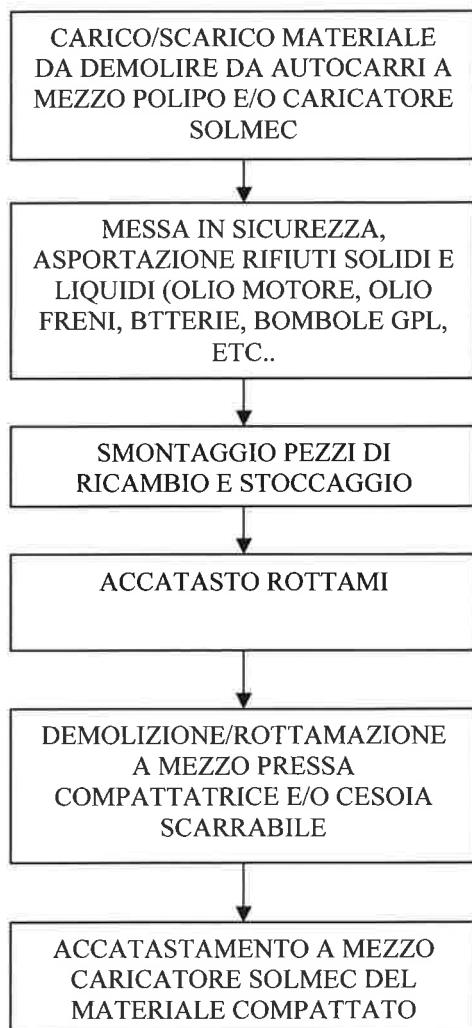 CARICO/SCARICO MATERIALE
DA DEMOLIRE DA AUTOCARRI A
MEZZO POLIPO E/O CARICATORE
SOLMEC
MESSA IN SICUREZZA,
ASPORTAZIONE RIFIUTI SOLIDI E
LIQUIDI (OLIO MOTORE, OLIO
FRENI, BTTERIE, BOMBOLE GPL,
ETC..
SMONTAGGIO PEZZI DI
RICAMBIO E STOCCAGGIO
ACCATASTO ROTTAMI
DEMOLIZIONE/ROTTAMAZIONE
A MEZZO PRESSA
COMPATTATRICE E/O CESOIA
SCARRABILE
ACCATASTAMENTO A MEZZO
CARICATORE SOLMEC DEL
MATERIALE COMPATTATO